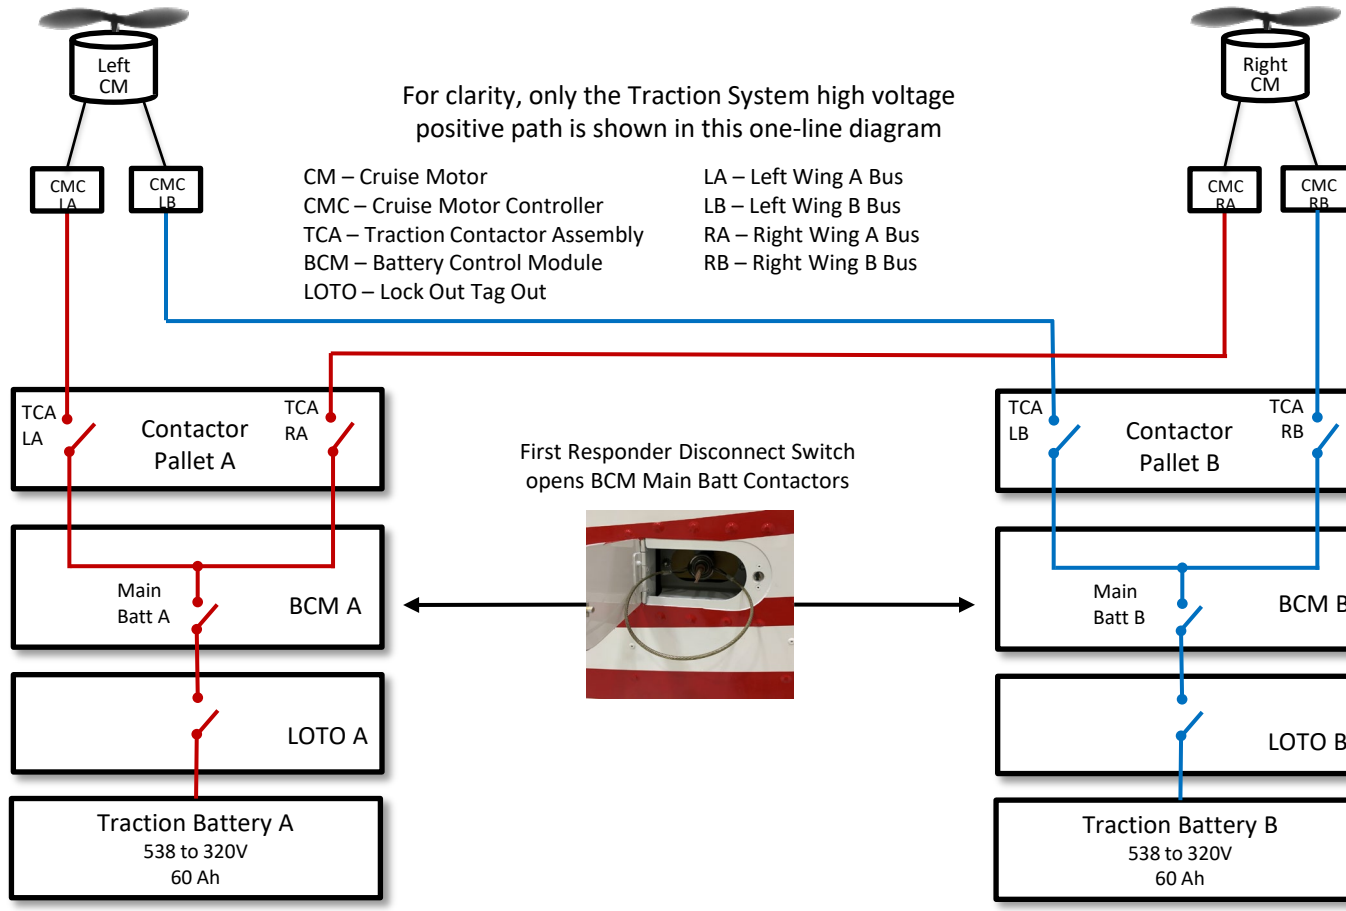 Left
CM
Right
CM
For clarity, only the Traction System high voltage
positive path is shown in this one-line diagram
CMC
LA
CMC
LB
CMC
RA
CMC
RB
CM – Cruise Motor
CMC – Cruise Motor Controller
TCA – Traction Contactor Assembly
BCM – Battery Control Module
LOTO – Lock Out Tag Out
LA – Left Wing A Bus
LB – Left Wing B Bus
RA – Right Wing A Bus
RB – Right Wing B Bus
TCA
LA
Contactor
Pallet A
TCA
RA
TCA
LB
Contactor
Pallet B
TCA
RB
First Responder Disconnect Switch
opens BCM Main Batt Contactors
Main
Batt A
BCM A
Main
Batt B
BCM B
LOTO A
LOTO B
Traction Battery A
538 to 320V
60 Ah
Traction Battery B
538 to 320V
60 Ah